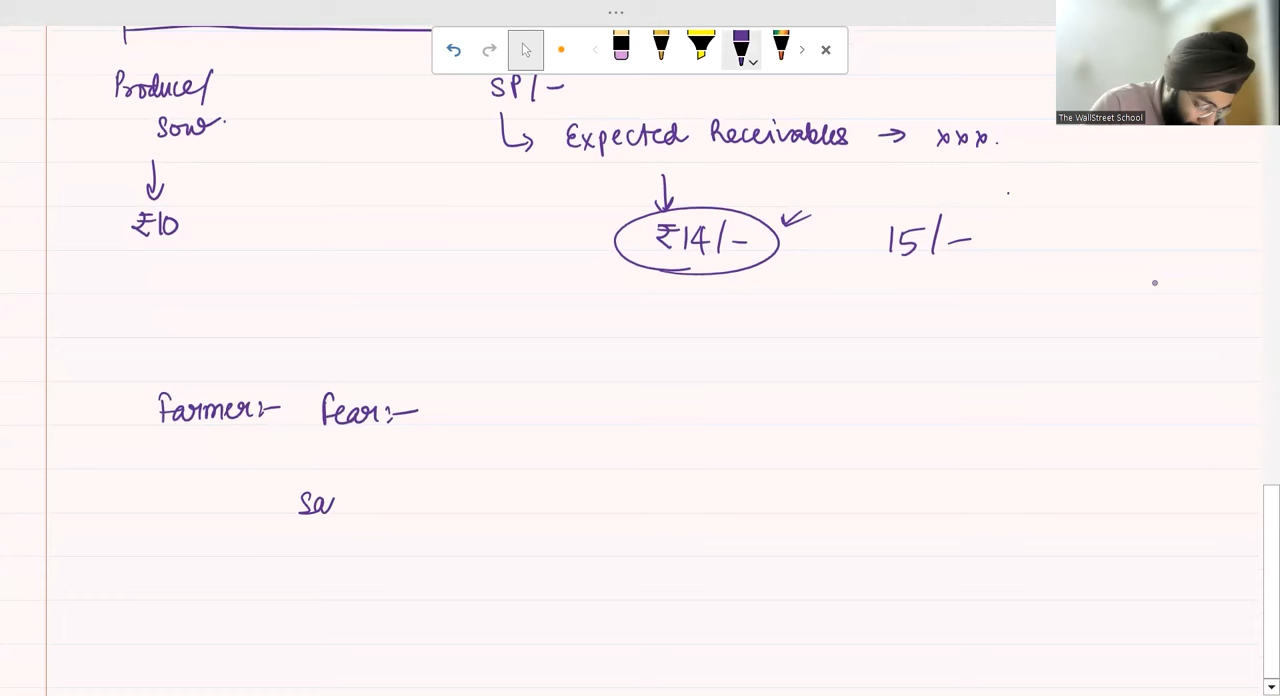 Produce/
Sow.
₹10
SP/-
↳ Expected Receivables → xxx.
₹14/-
15/-
Farmer:- Fear:-
Sa
The WallStreet School